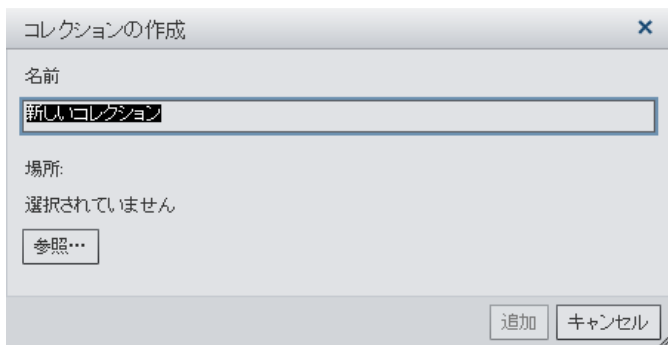 コレクションの作成
名前
新しいコレクション
場所:
選択されていません
参照…
追加 キャンセル